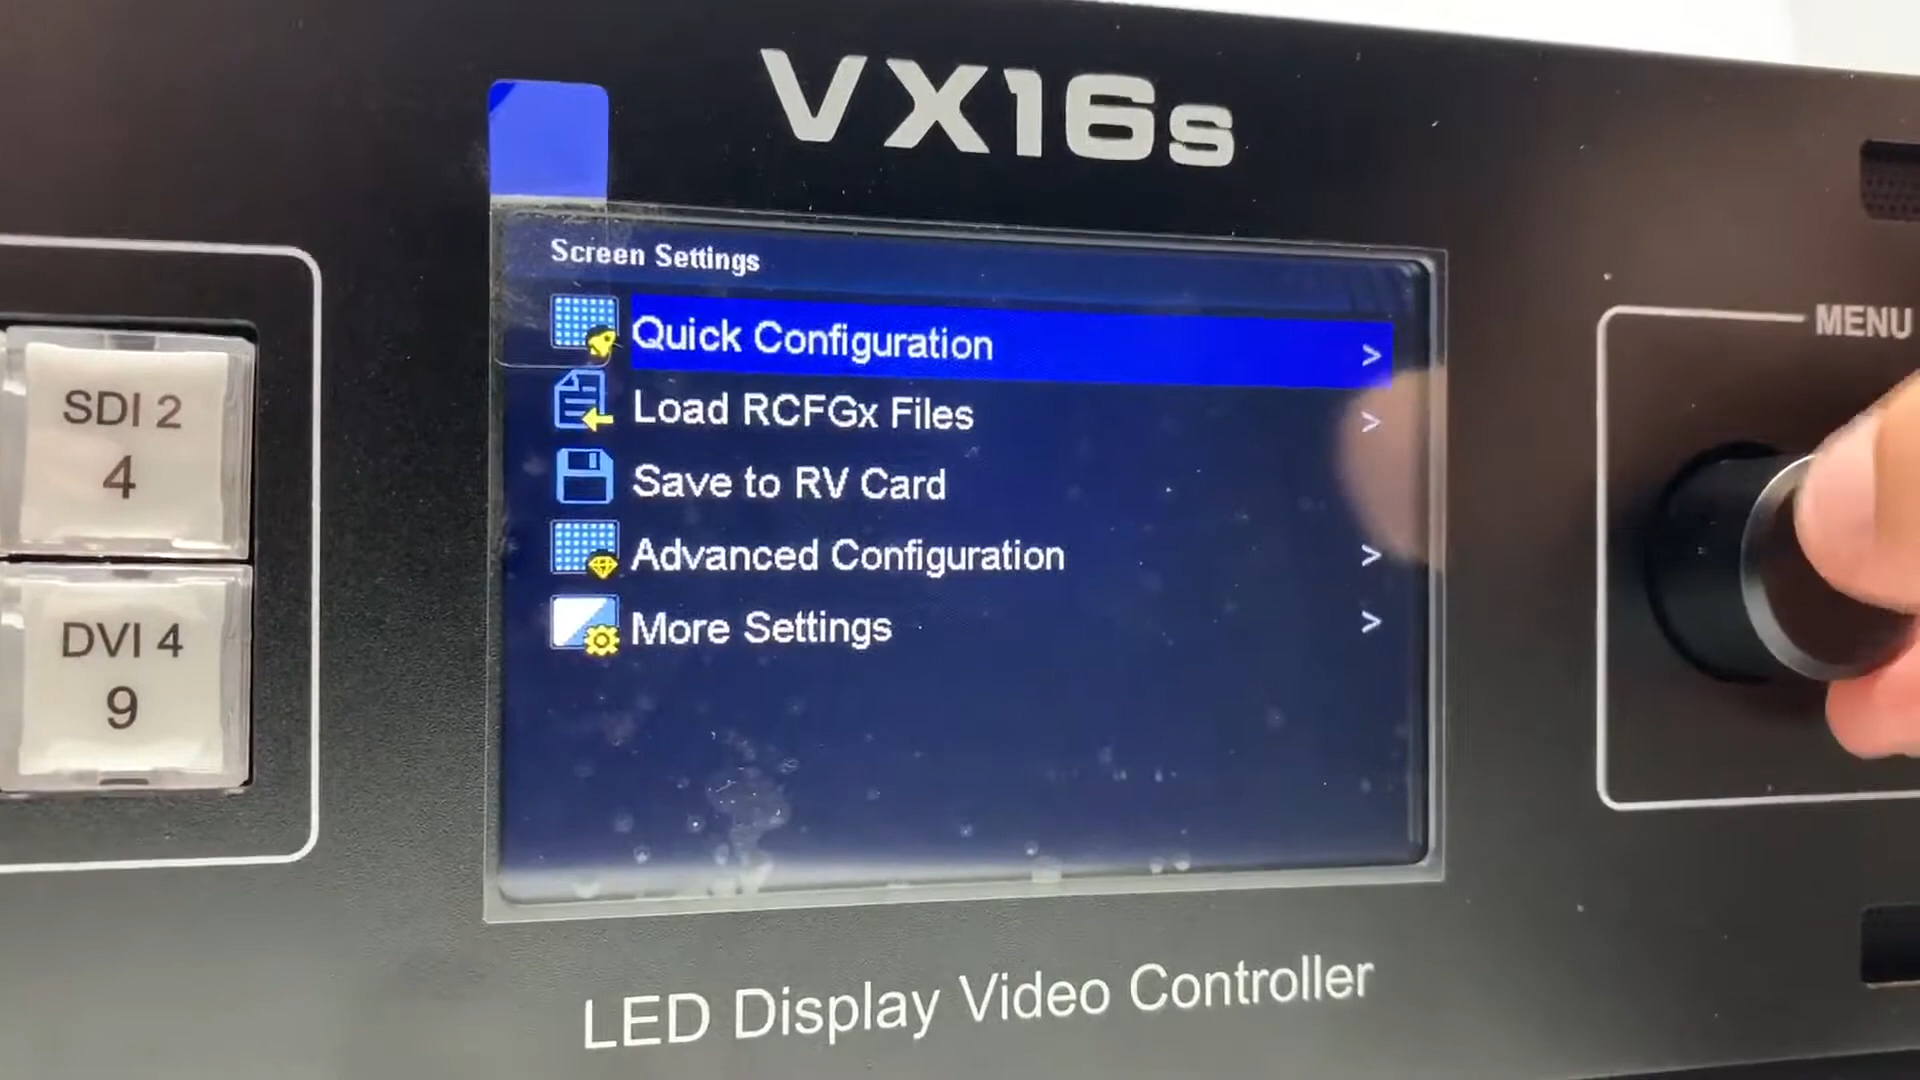 VX16s
Screen Settings
Quick Configuration >
Load RCFGx Files >
Save to RV Card
Advanced Configuration >
More Settings >
SDI 2
4
DVI 4
9
MENU
LED Display Video Controller